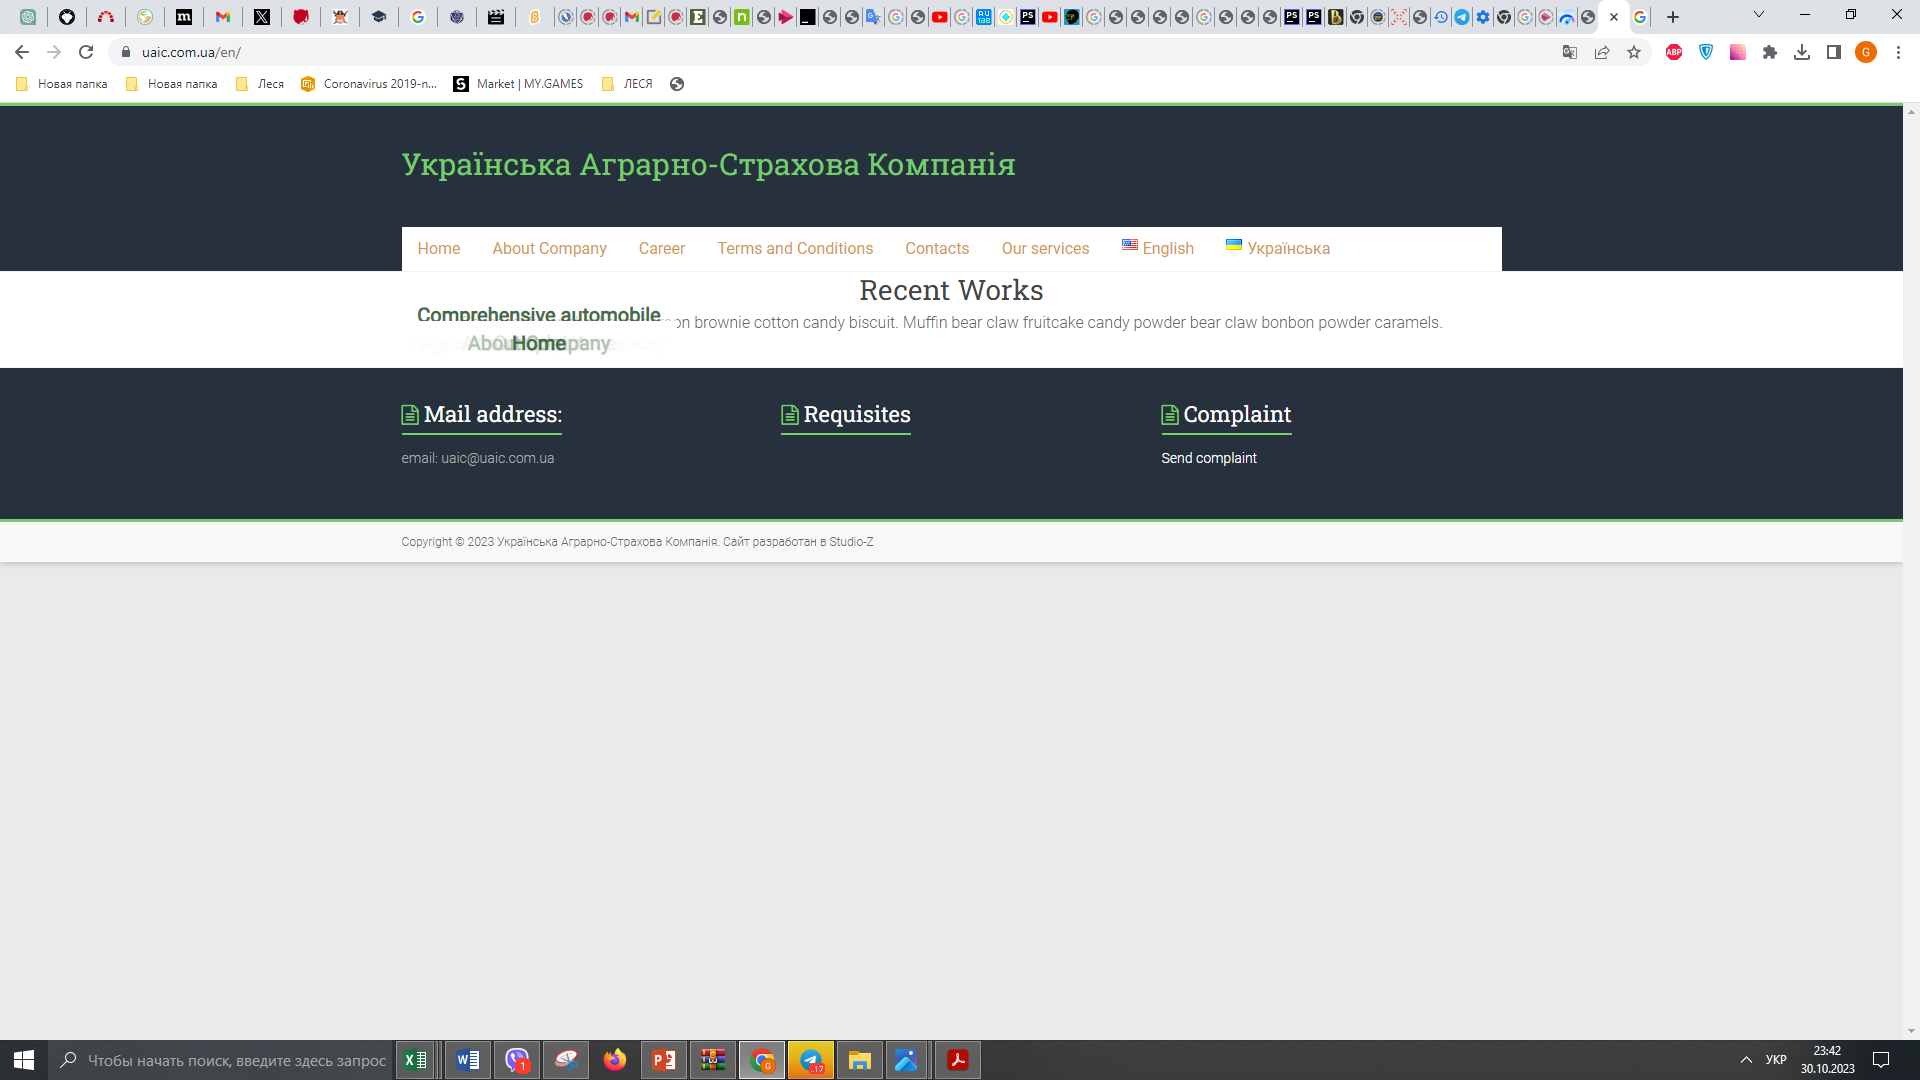 uaic.com.ua/en/
Новая папка
Новая папка
Леся
Coronavirus 2019-n...
Market | MY.GAMES
ЛЕСЯ
Українська Аграрно-Страхова Компанія
Home
About Company
Career
Terms and Conditions
Contacts
Our services
English
Українська
Recent Works
Comprehensive automobile
brownie cotton candy biscuit. Muffin bear claw fruitcake candy powder bear claw bonbon powder caramels.
Home
Mail address:
Requisites
Complaint
email: uaic@uaic.com.ua
Send complaint
Copyright © 2023 Українська Аграрно-Страхова Компанія. Сайт разработан в Studio-Z
Чтобы начать поиск, введите здесь запрос
УКР
23:42
30.10.2023